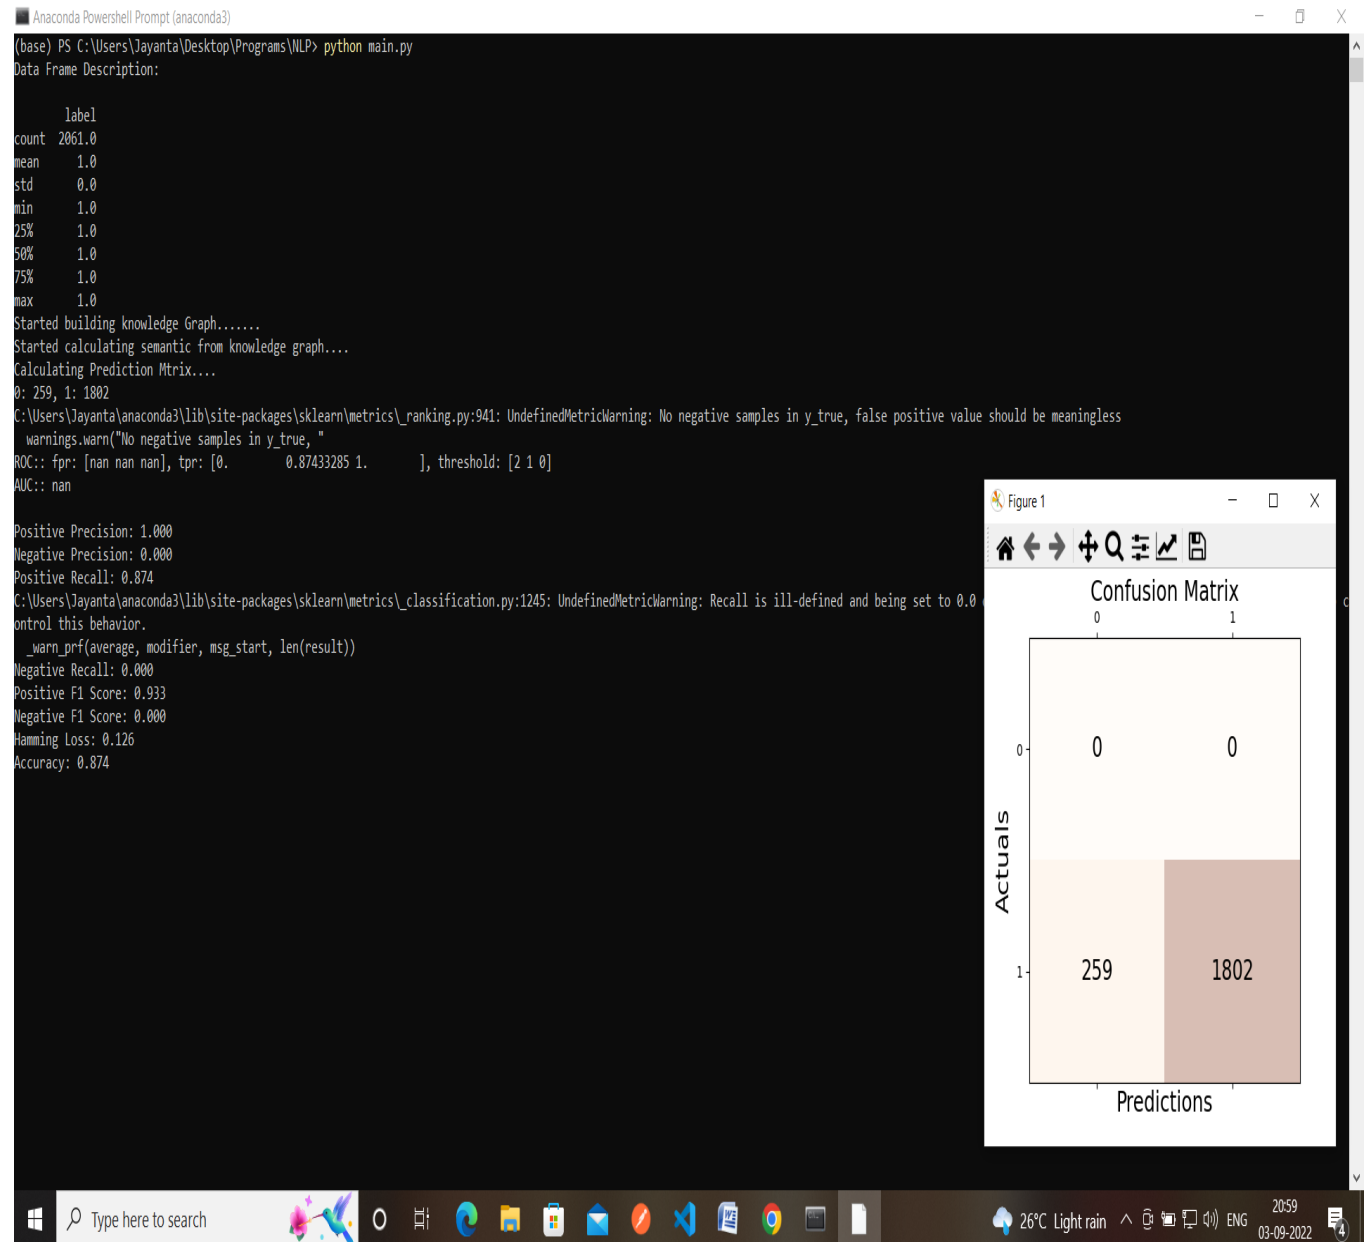 Anaconda Powershell Prompt (anaconda3)
(base) PS C:\Users\Jayanta\Desktop\Programs\NLP> python main.py
Data Frame Description:
label
count 2061.0
mean 1.0
std 0.0
min 1.0
25% 1.0
50% 1.0
75% 1.0
max 1.0
Started building knowledge Graph.......
Started calculating semantic from knowledge graph....
Calculating Prediction Mtrix....
0: 259, 1: 1802
C:\Users\Jayanta\anaconda3\lib\site-packages\sklearn\metrics\_ranking.py:941: UndefinedMetricWarning: No negative samples in y_true, false positive value should be meaningless
warnings.warn("No negative samples in y_true, "
ROC:: fpr: [nan nan nan], tpr: [0. 0.87433285 1. ], threshold: [2 1 0]
AUC:: nan
Positive Precision: 1.000
Negative Precision: 0.000
Positive Recall: 0.874
C:\Users\Jayanta\anaconda3\lib\site-packages\sklearn\metrics\_classification.py:1245: UndefinedMetricWarning: Recall is ill-defined and being set to 0.0 c
ontrol this behavior.
_warn_prf(average, modifier, msg_start, len(result))
Negative Recall: 0.000
Positive F1 Score: 0.933
Negative F1 Score: 0.000
Hamming Loss: 0.126
Accuracy: 0.874
Figure 1
Confusion Matrix
0 1
0 0 0
Actuals
1 259 1802
Predictions
Type here to search
26°C Light rain ENG
20:59
03-09-2022
4